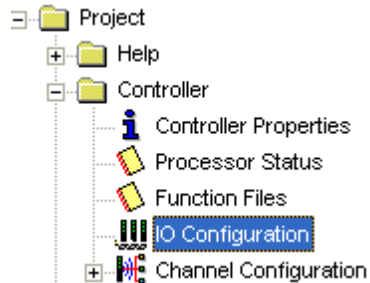 Project
Help
Controller
Controller Properties
Processor Status
Function Files
IO Configuration
Channel Configuration